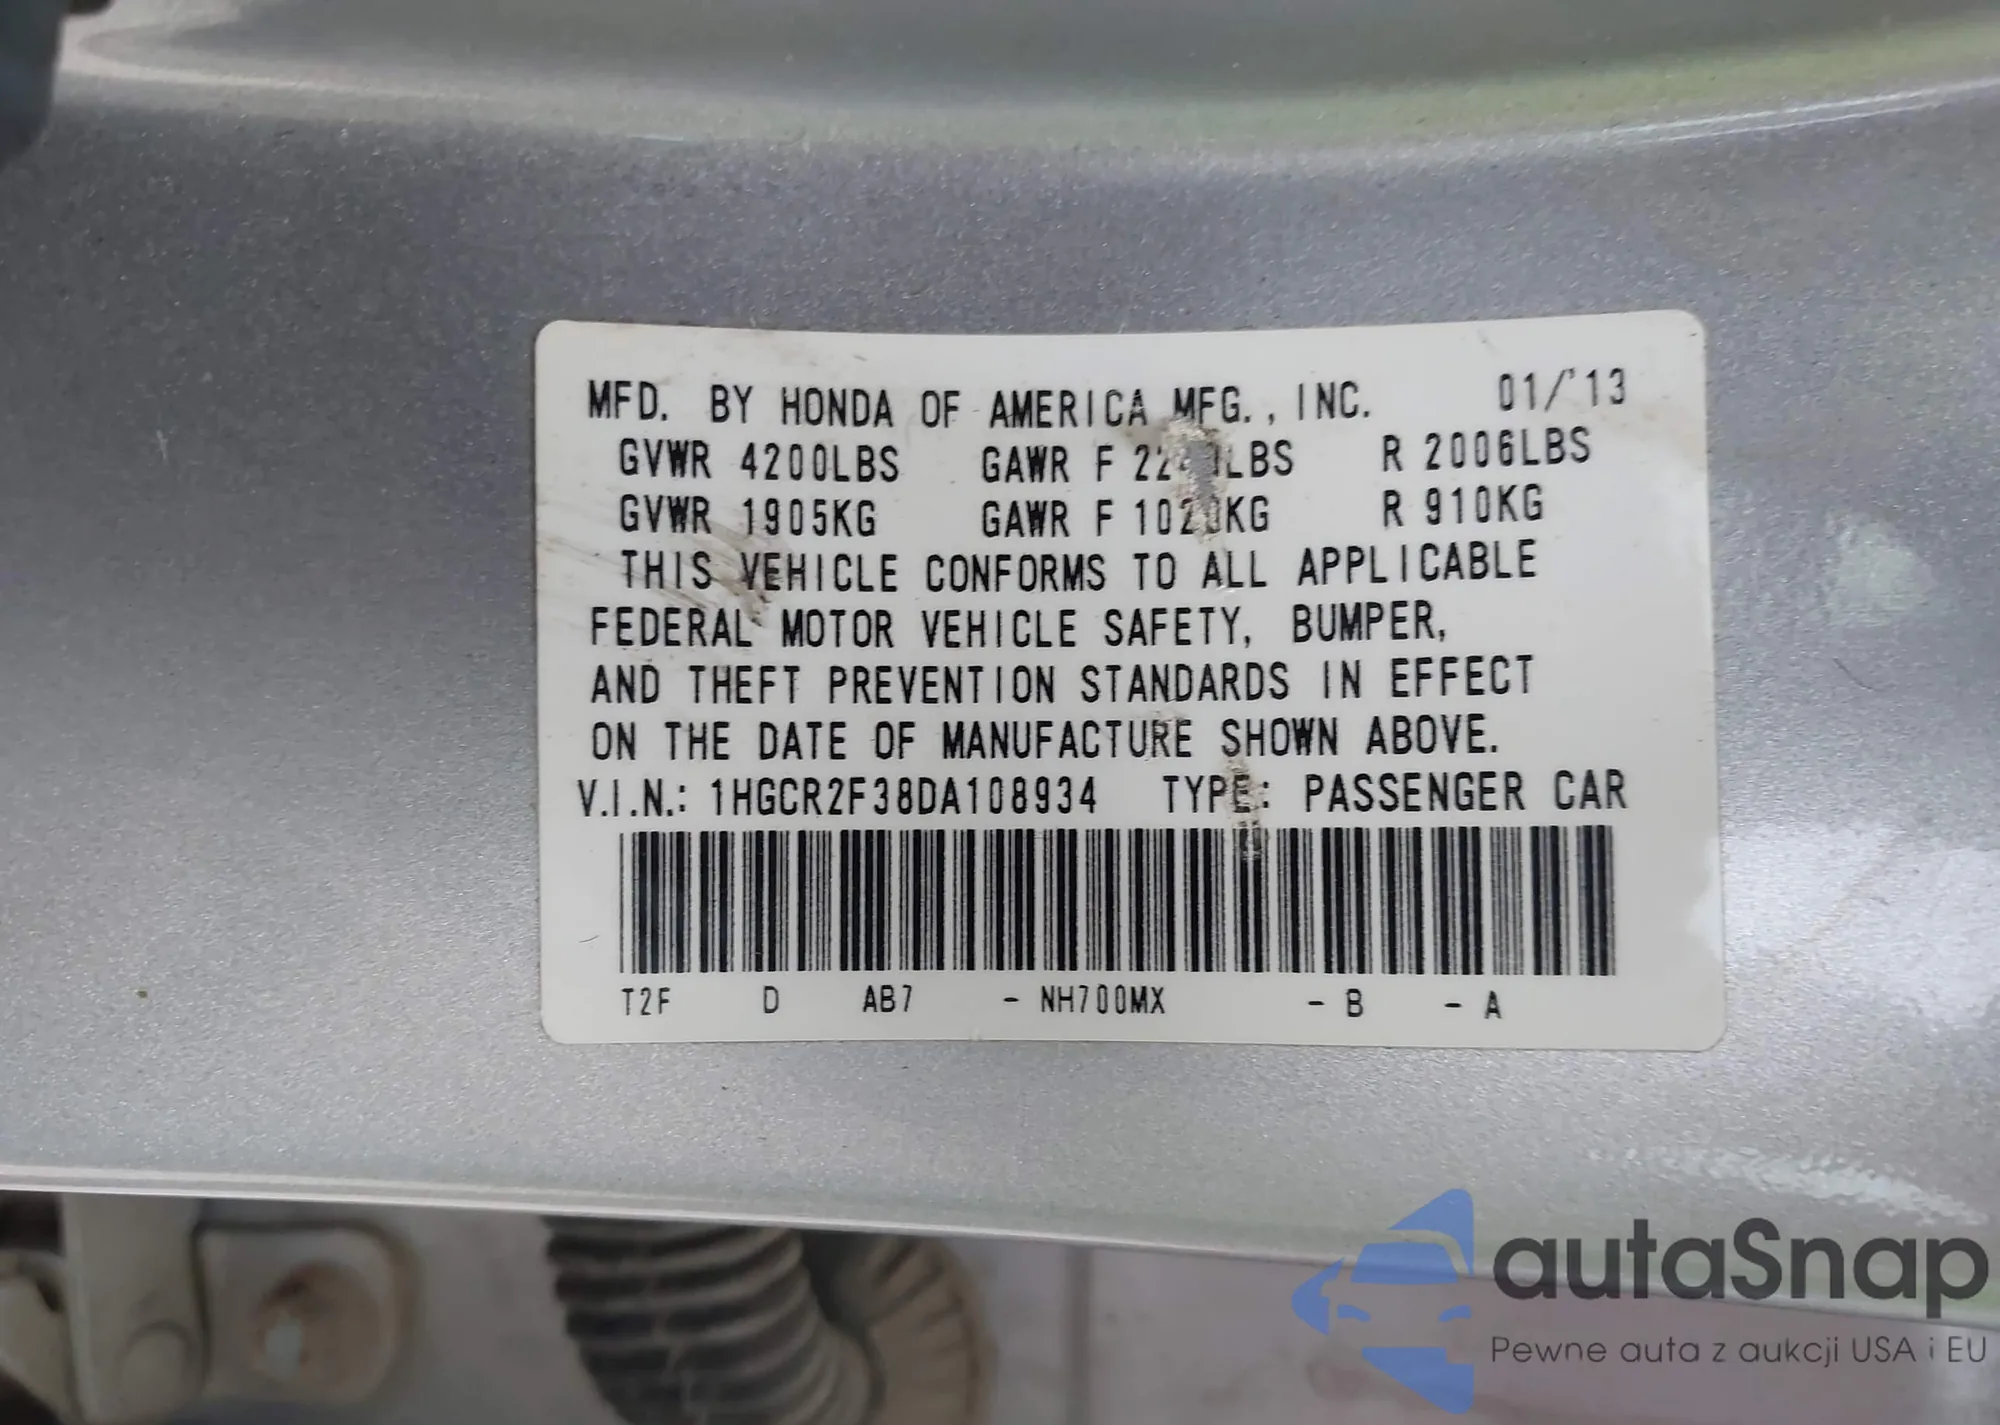 MFD. BY HONDA OF AMERICA MFG., INC. 01/'13
GVWR 4200LBS GAWR F R 2006LBS
GVWR 1905KG GAWR F R 910KG
THIS VEHICLE CONFORMS TO ALL APPLICABLE
FEDERAL MOTOR VEHICLE SAFETY, BUMPER,
AND THEFT PREVENTION STANDARDS IN EFFECT
ON THE DATE OF MANUFACTURE SHOWN ABOVE.
V.I.N.: 1HGCR2F38DA108934 TYPE: PASSENGER CAR
T2F D AB7 - NH700MX - B - A
autaSnap
Pewne auta z aukcji USA i EU